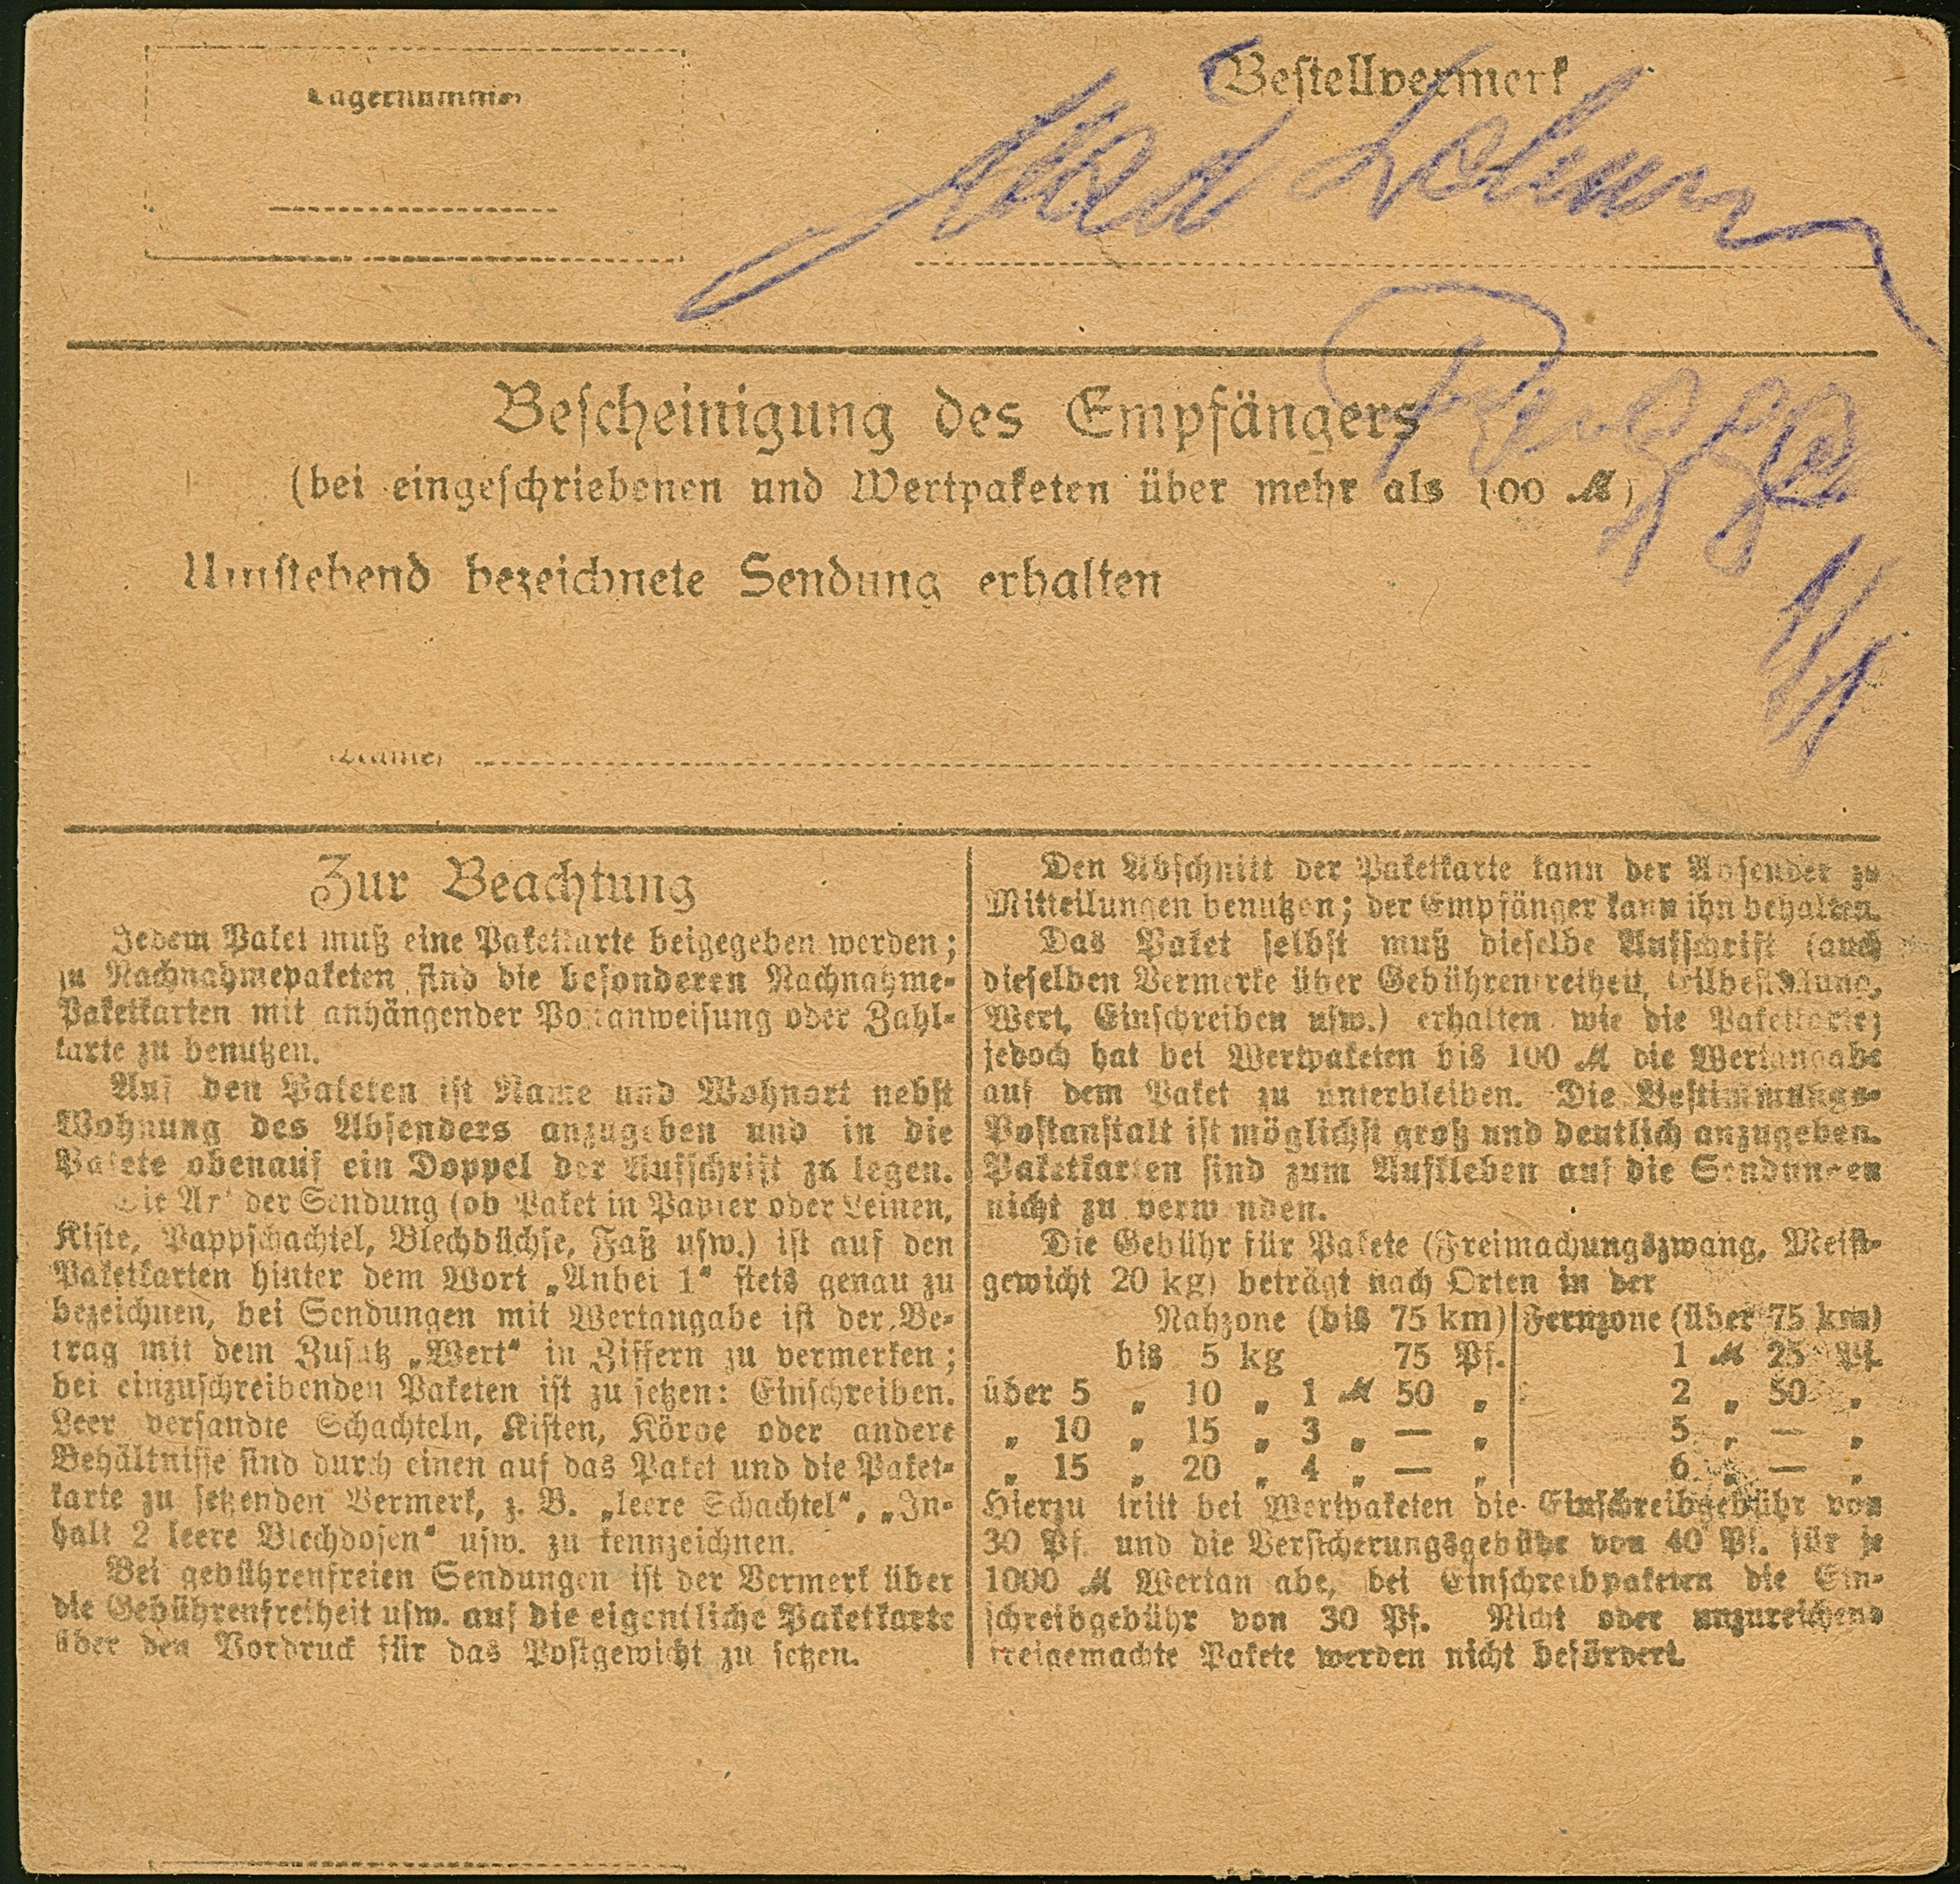 Lagernummer
Bestellvermerk
Bescheinigung des Empfängers
(bei eingeschriebenen und Wertpaketen über mehr als 100 ℳ)
Umstehend bezeichnete Sendung erhalten
(Name)
Zur Beachtung
Jedem Paket muß eine Paketkarte beigegeben werden;
zu Nachnahmepaketen sind die besonderen Nachnahme-
Paketkarten mit anhängender Postanweisung oder Zahl-
karte zu benutzen.
Auf den Paketen ist Name und Wohnort nebst
Wohnung des Absenders anzugeben und in die
Pakete obenauf ein Doppel der Aufschrift zu legen.
Die Art der Sendung (ob Paket in Papier oder Leinen,
Kiste, Pappschachtel, Blechbüchse, Faß usw.) ist auf den
Paketkarten hinter dem Wort „Anbei 1“ stets genau zu
bezeichnen, bei Sendungen mit Wertangabe ist der Be-
trag mit dem Zusatz „Wert“ in Ziffern zu vermerken;
bei einzuschreibenden Paketen ist zu setzen: Einschreiben.
Leer versandte Schachteln, Kisten, Körbe oder andere
Behältnisse sind durch einen auf das Paket und die Paket-
karte zu setzenden Vermerk, z. B. „leere Schachtel“, „In-
halt 2 leere Blechdosen“ usw. zu kennzeichnen.
Bei gebührenfreien Sendungen ist der Vermerk über
die Gebührenfreiheit usw. auf die eigentliche Paketkarte
über den Vordruck für das Postgewicht zu setzen.
Den Abschnitt der Paketkarte kann der Absender zu
Mitteilungen benutzen; der Empfänger kann ihn behalten.
Das Paket selbst muß dieselbe Aufschrift (auch
dieselben Vermerke über Gebührenfreiheit, Eilbestellung,
Wert, Einschreiben usw.) erhalten wie die Paketkarte;
jedoch hat bei Wertpaketen bis 100 ℳ die Wertangabe
auf dem Paket zu unterbleiben. Die Bestimmungs-
Postanstalt ist möglichst groß und deutlich anzugeben.
Paketkarten sind zum Aufkleben auf die Sendungen
nicht zu verwenden.
Die Gebühr für Pakete (Freimachungszwang, Meist-
gewicht 20 kg) beträgt nach Orten in der
Nahzone (bis 75 km) Fernzone (über 75 km)
bis 5 kg 75 Pf. 1 ℳ 25 Pf.
über 5 „ 10 „ 1 ℳ 50 „ 2 „ 50 „
„ 10 „ 15 „ 3 „ — „ 5 „ — „
„ 15 „ 20 „ 4 „ — „ 6 „ — „
Hierzu tritt bei Wertpaketen die Einschreibgebühr von
30 Pf. und die Versicherungsgebühr von 40 Pf. für je
1000 ℳ Wertangabe, bei Einschreibpaketen die Ein-
schreibgebühr von 30 Pf. Nicht oder unzureichend
freigemachte Pakete werden nicht befördert.